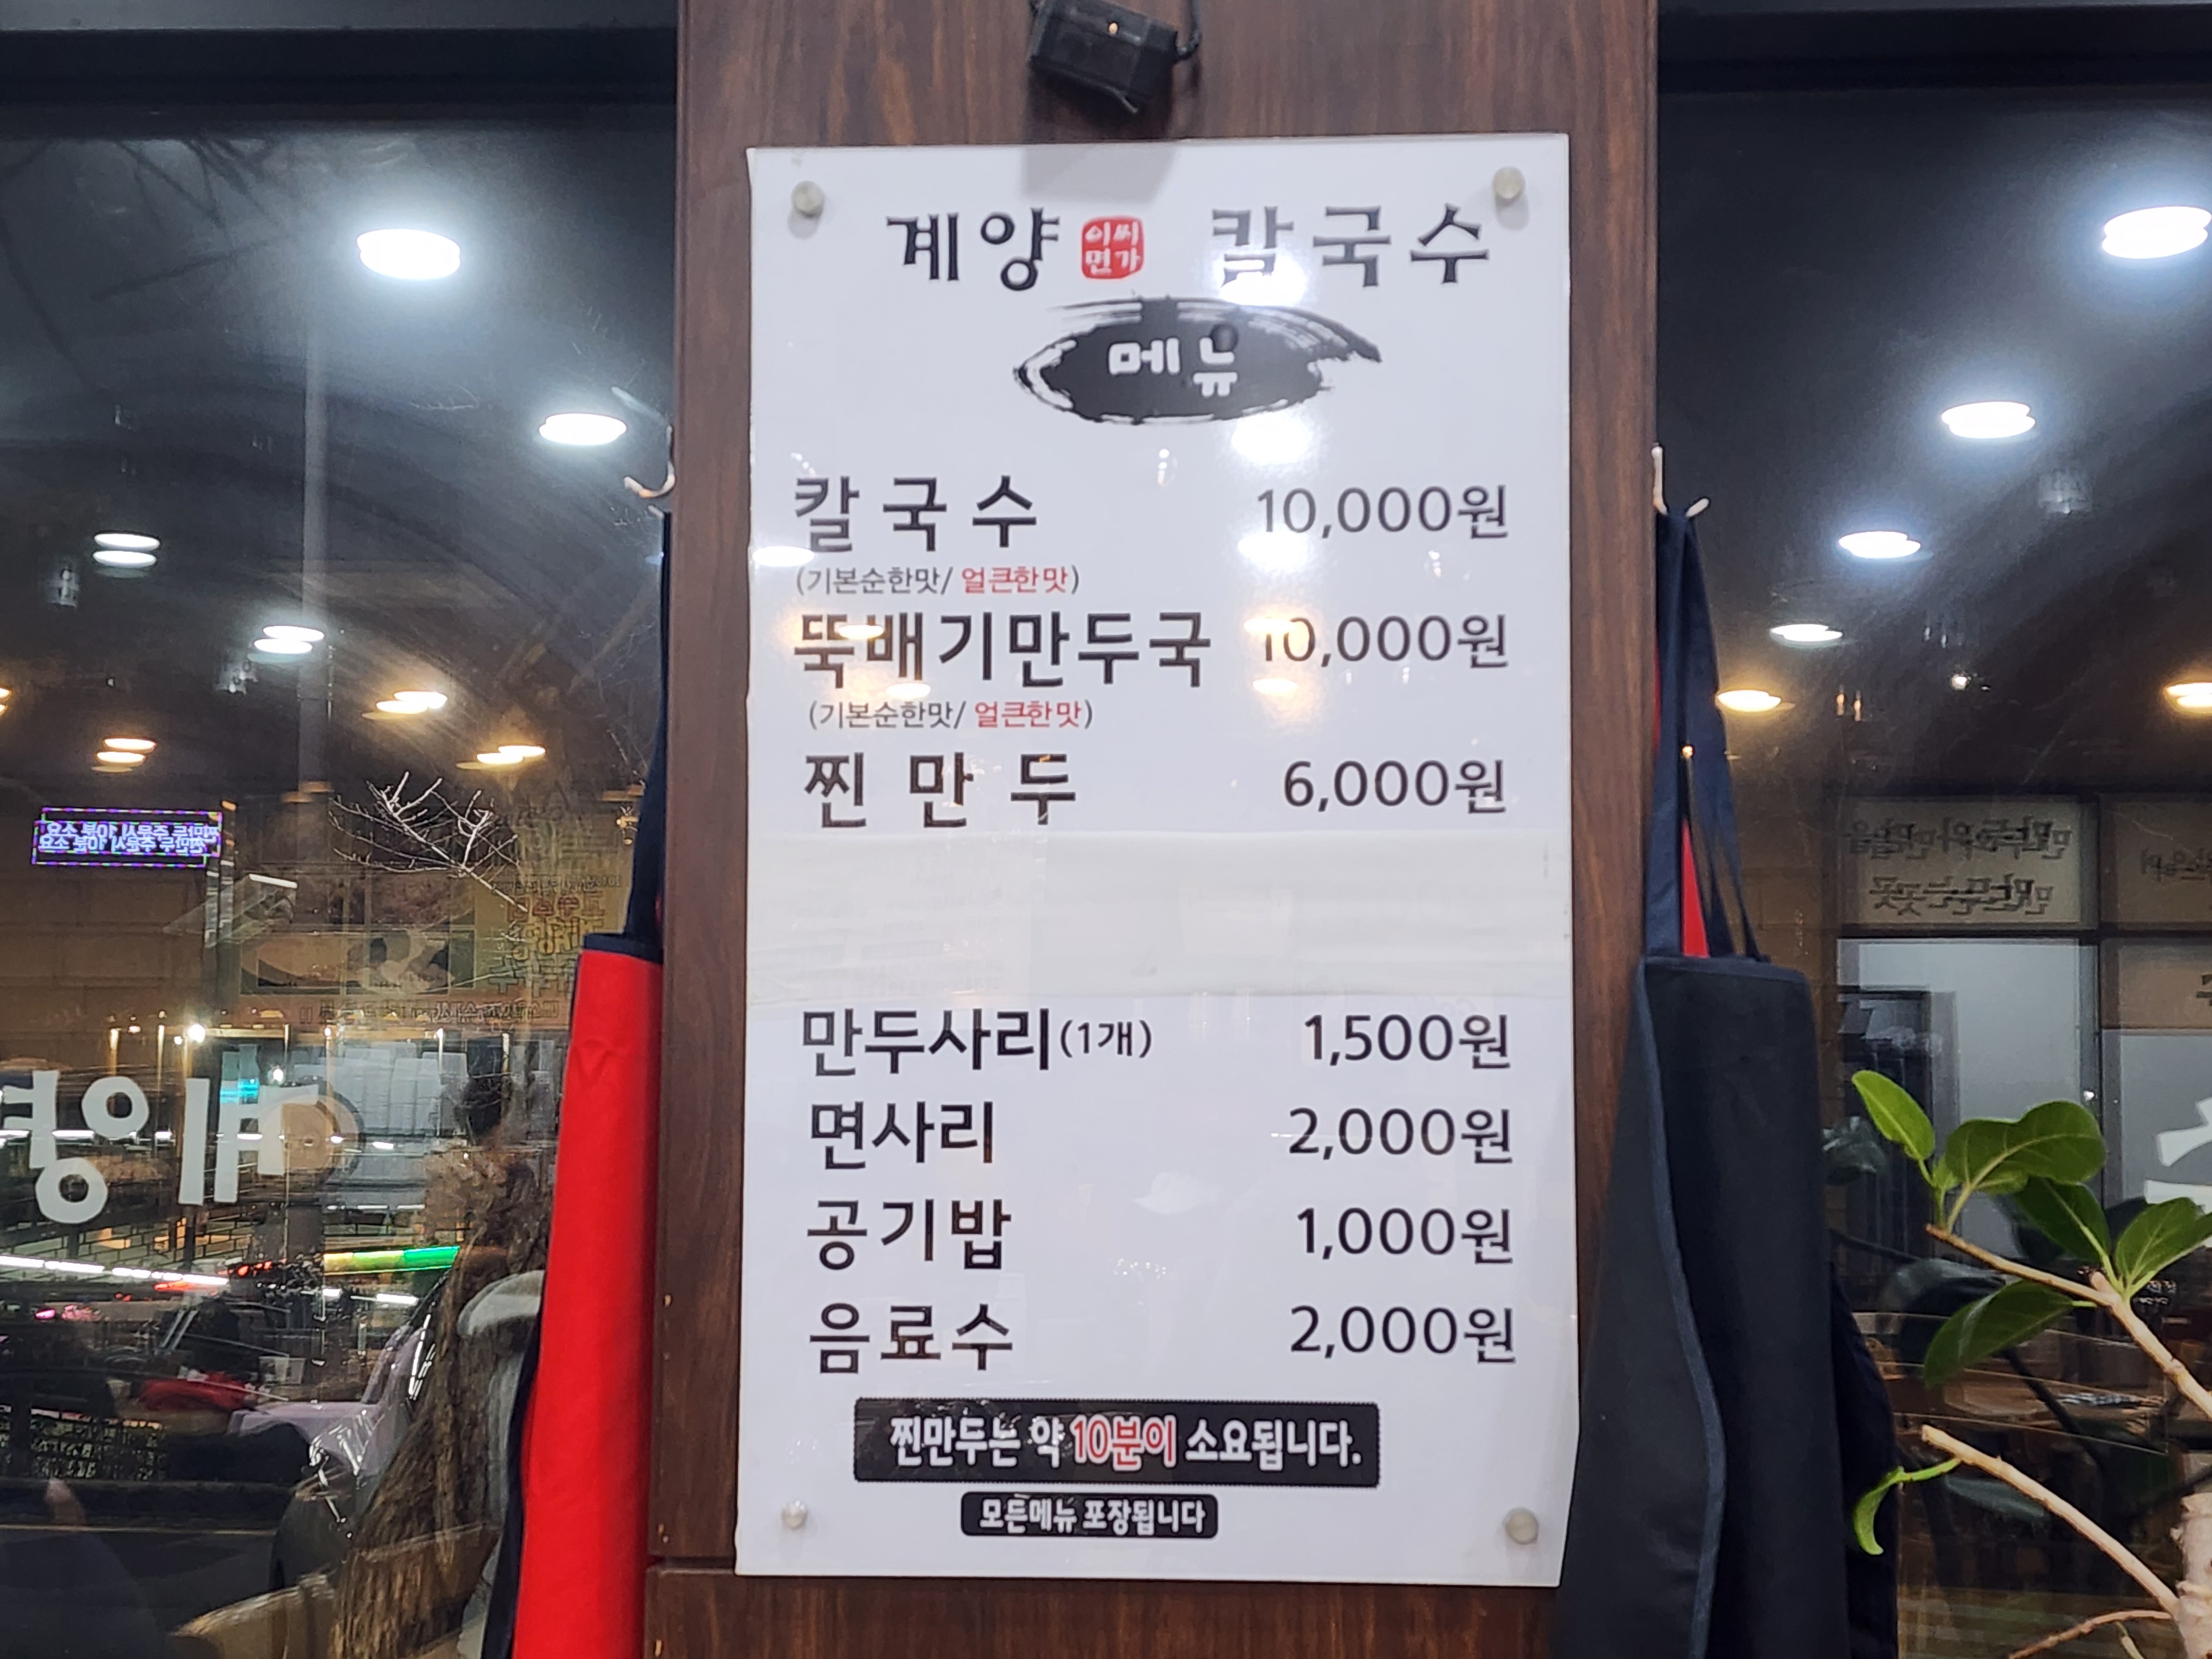 계양 이씨면가 칼국수
메뉴
칼국수 10,000원
(기본순한맛/ 얼큰한맛)
뚝배기만두국 10,000원
(기본순한맛/ 얼큰한맛)
찐만두 6,000원
만두사리(1개) 1,500원
면사리 2,000원
공기밥 1,000원
음료수 2,000원
찐만두는 약 10분이 소요됩니다.
모든메뉴 포장됩니다